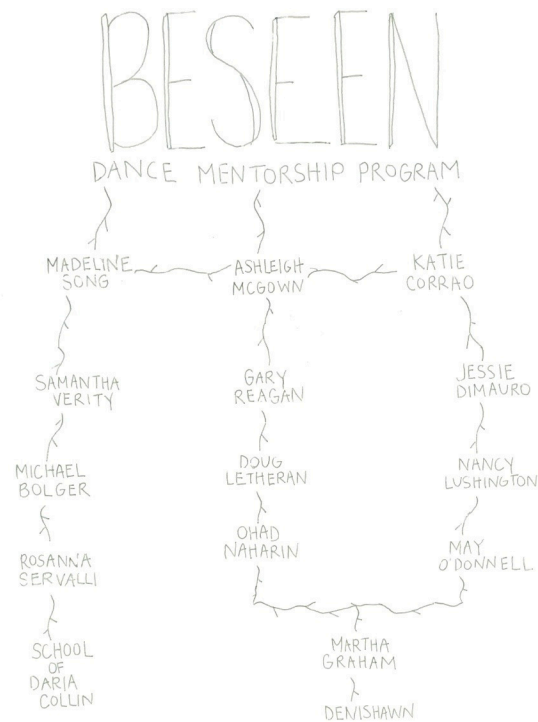 BESEEN
DANCE MENTORSHIP PROGRAM
MADELINE
SONG
ASHLEIGH
MCGOWN
KATIE
CORRAO
SAMANTHA
VERITY
GARY
REAGAN
JESSIE
DIMAURO
MICHAEL
BOLGER
DOUG
LETHERAN
NANCY
LUSHINGTON
ROSANNA
SERVALLI
OHAD
NAHARIN
MAY
O'DONNELL
SCHOOL
OF
DARIA
COLLIN
MARTHA
GRAHAM
DENISHAWN